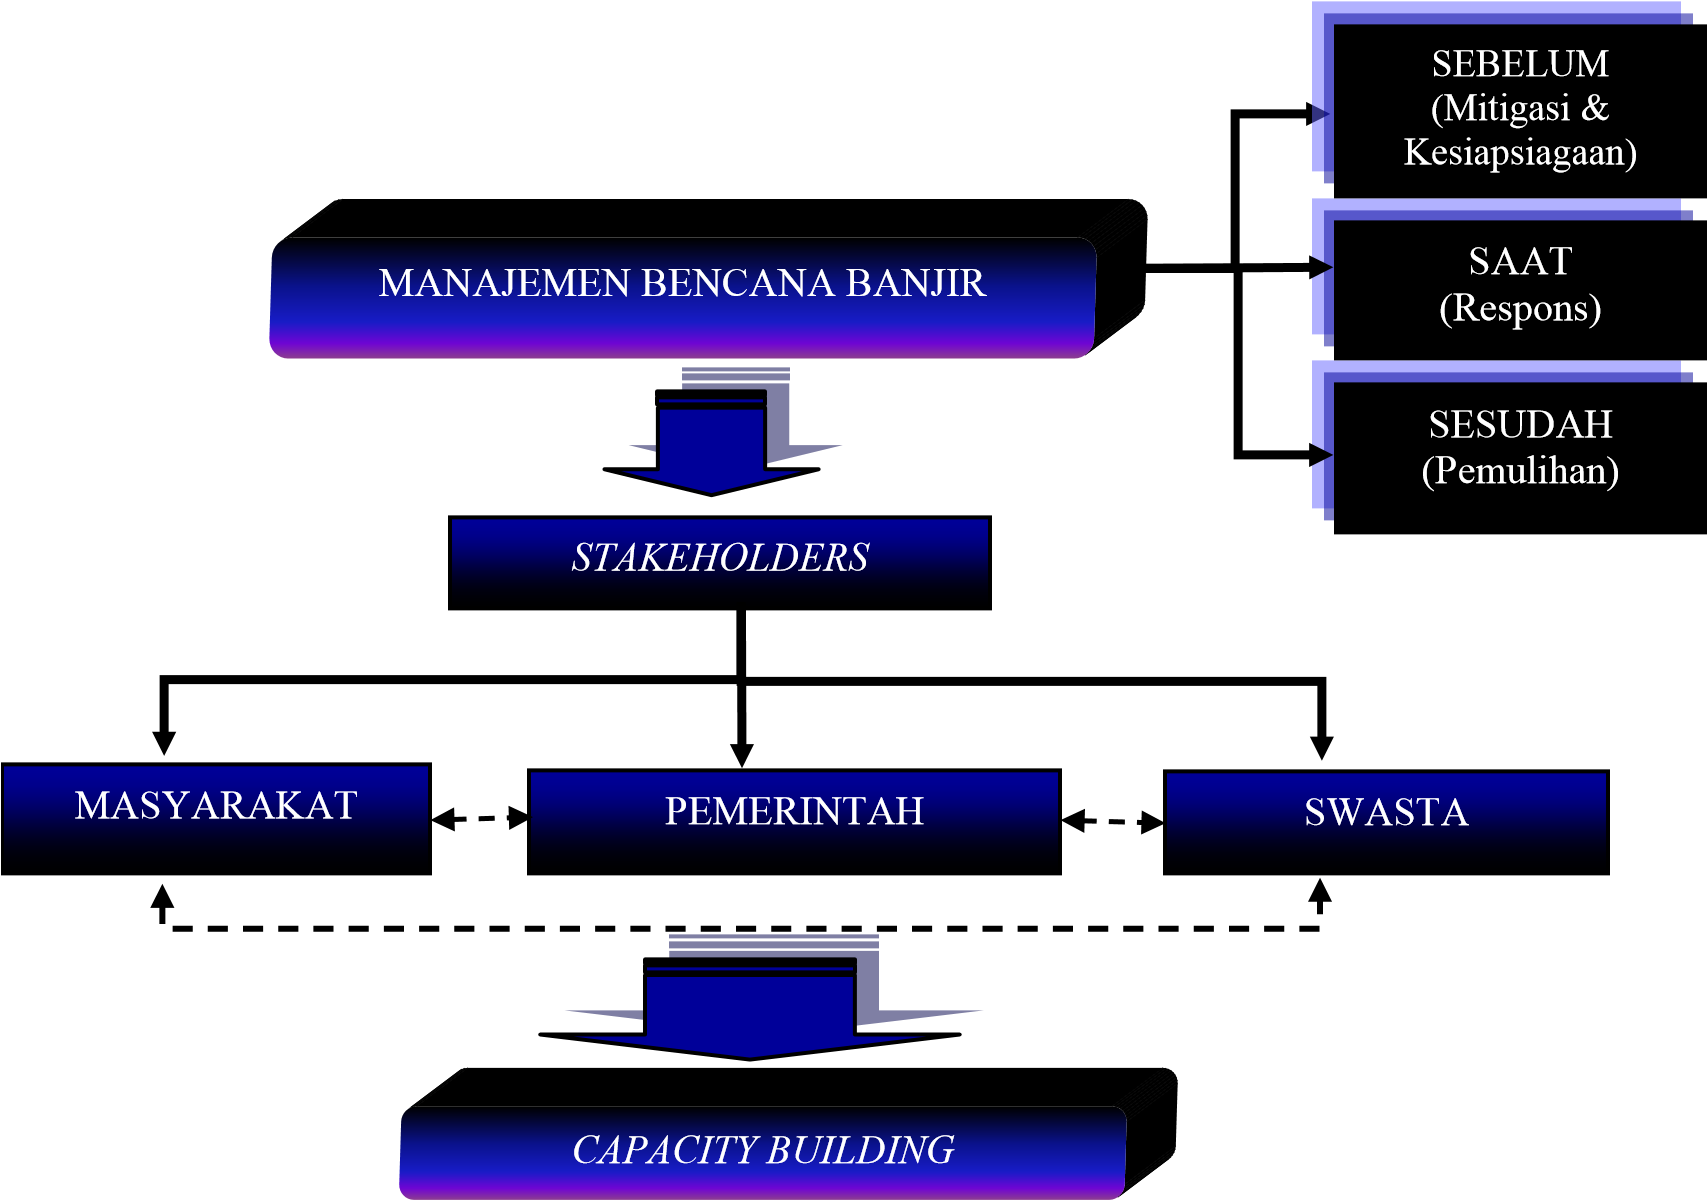 SEBELUM
(Mitigasi &
Kesiapsiagaan)
MANAJEMEN BENCANA BANJIR
SAAT
(Respons)
SESUDAH
(Pemulihan)
STAKEHOLDERS
MASYARAKAT
PEMERINTAH
SWASTA
CAPACITY BUILDING